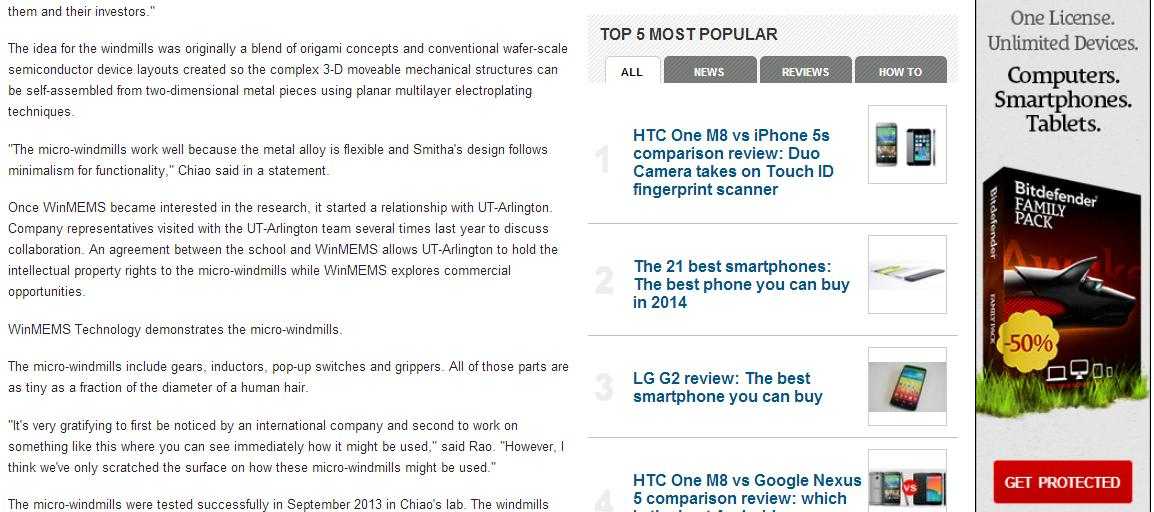 them and their investors."
The idea for the windmills was originally a blend of origami concepts and conventional wafer-scale
semiconductor device layouts created so the complex 3-D moveable mechanical structures can
be self-assembled from two-dimensional metal pieces using planar multilayer electroplating
techniques.
"The micro-windmills work well because the metal alloy is flexible and Smitha's design follows
minimalism for functionality," Chiao said in a statement.
Once WinMEMS became interested in the research, it started a relationship with UT-Arlington.
Company representatives visited with the UT-Arlington team several times last year to discuss
collaboration. An agreement between the school and WinMEMS allows UT-Arlington to hold the
intellectual property rights to the micro-windmills while WinMEMS explores commercial
opportunities.
WinMEMS Technology demonstrates the micro-windmills.
The micro-windmills include gears, inductors, pop-up switches and grippers. All of those parts are
as tiny as a fraction of the diameter of a human hair.
"It's very gratifying to first be noticed by an international company and second to work on
something like this where you can see immediately how it might be used," said Rao. "However, I
think we've only scratched the surface on how these micro-windmills might be used."
The micro-windmills were tested successfully in September 2013 in Chiao's lab. The windmills
TOP 5 MOST POPULAR
ALL NEWS REVIEWS HOW TO
1
HTC One M8 vs iPhone 5s
comparison review: Duo
Camera takes on Touch ID
fingerprint scanner
2
The 21 best smartphones:
The best phone you can buy
in 2014
3
LG G2 review: The best
smartphone you can buy
4
HTC One M8 vs Google Nexus
5 comparison review: which
VS
One License.
Unlimited Devices.
Computers.
Smartphones.
Tablets.
Bitdefender
FAMILY
PACK
Bitdefender
FAMILY PACK
Awake
-50%
GET PROTECTED